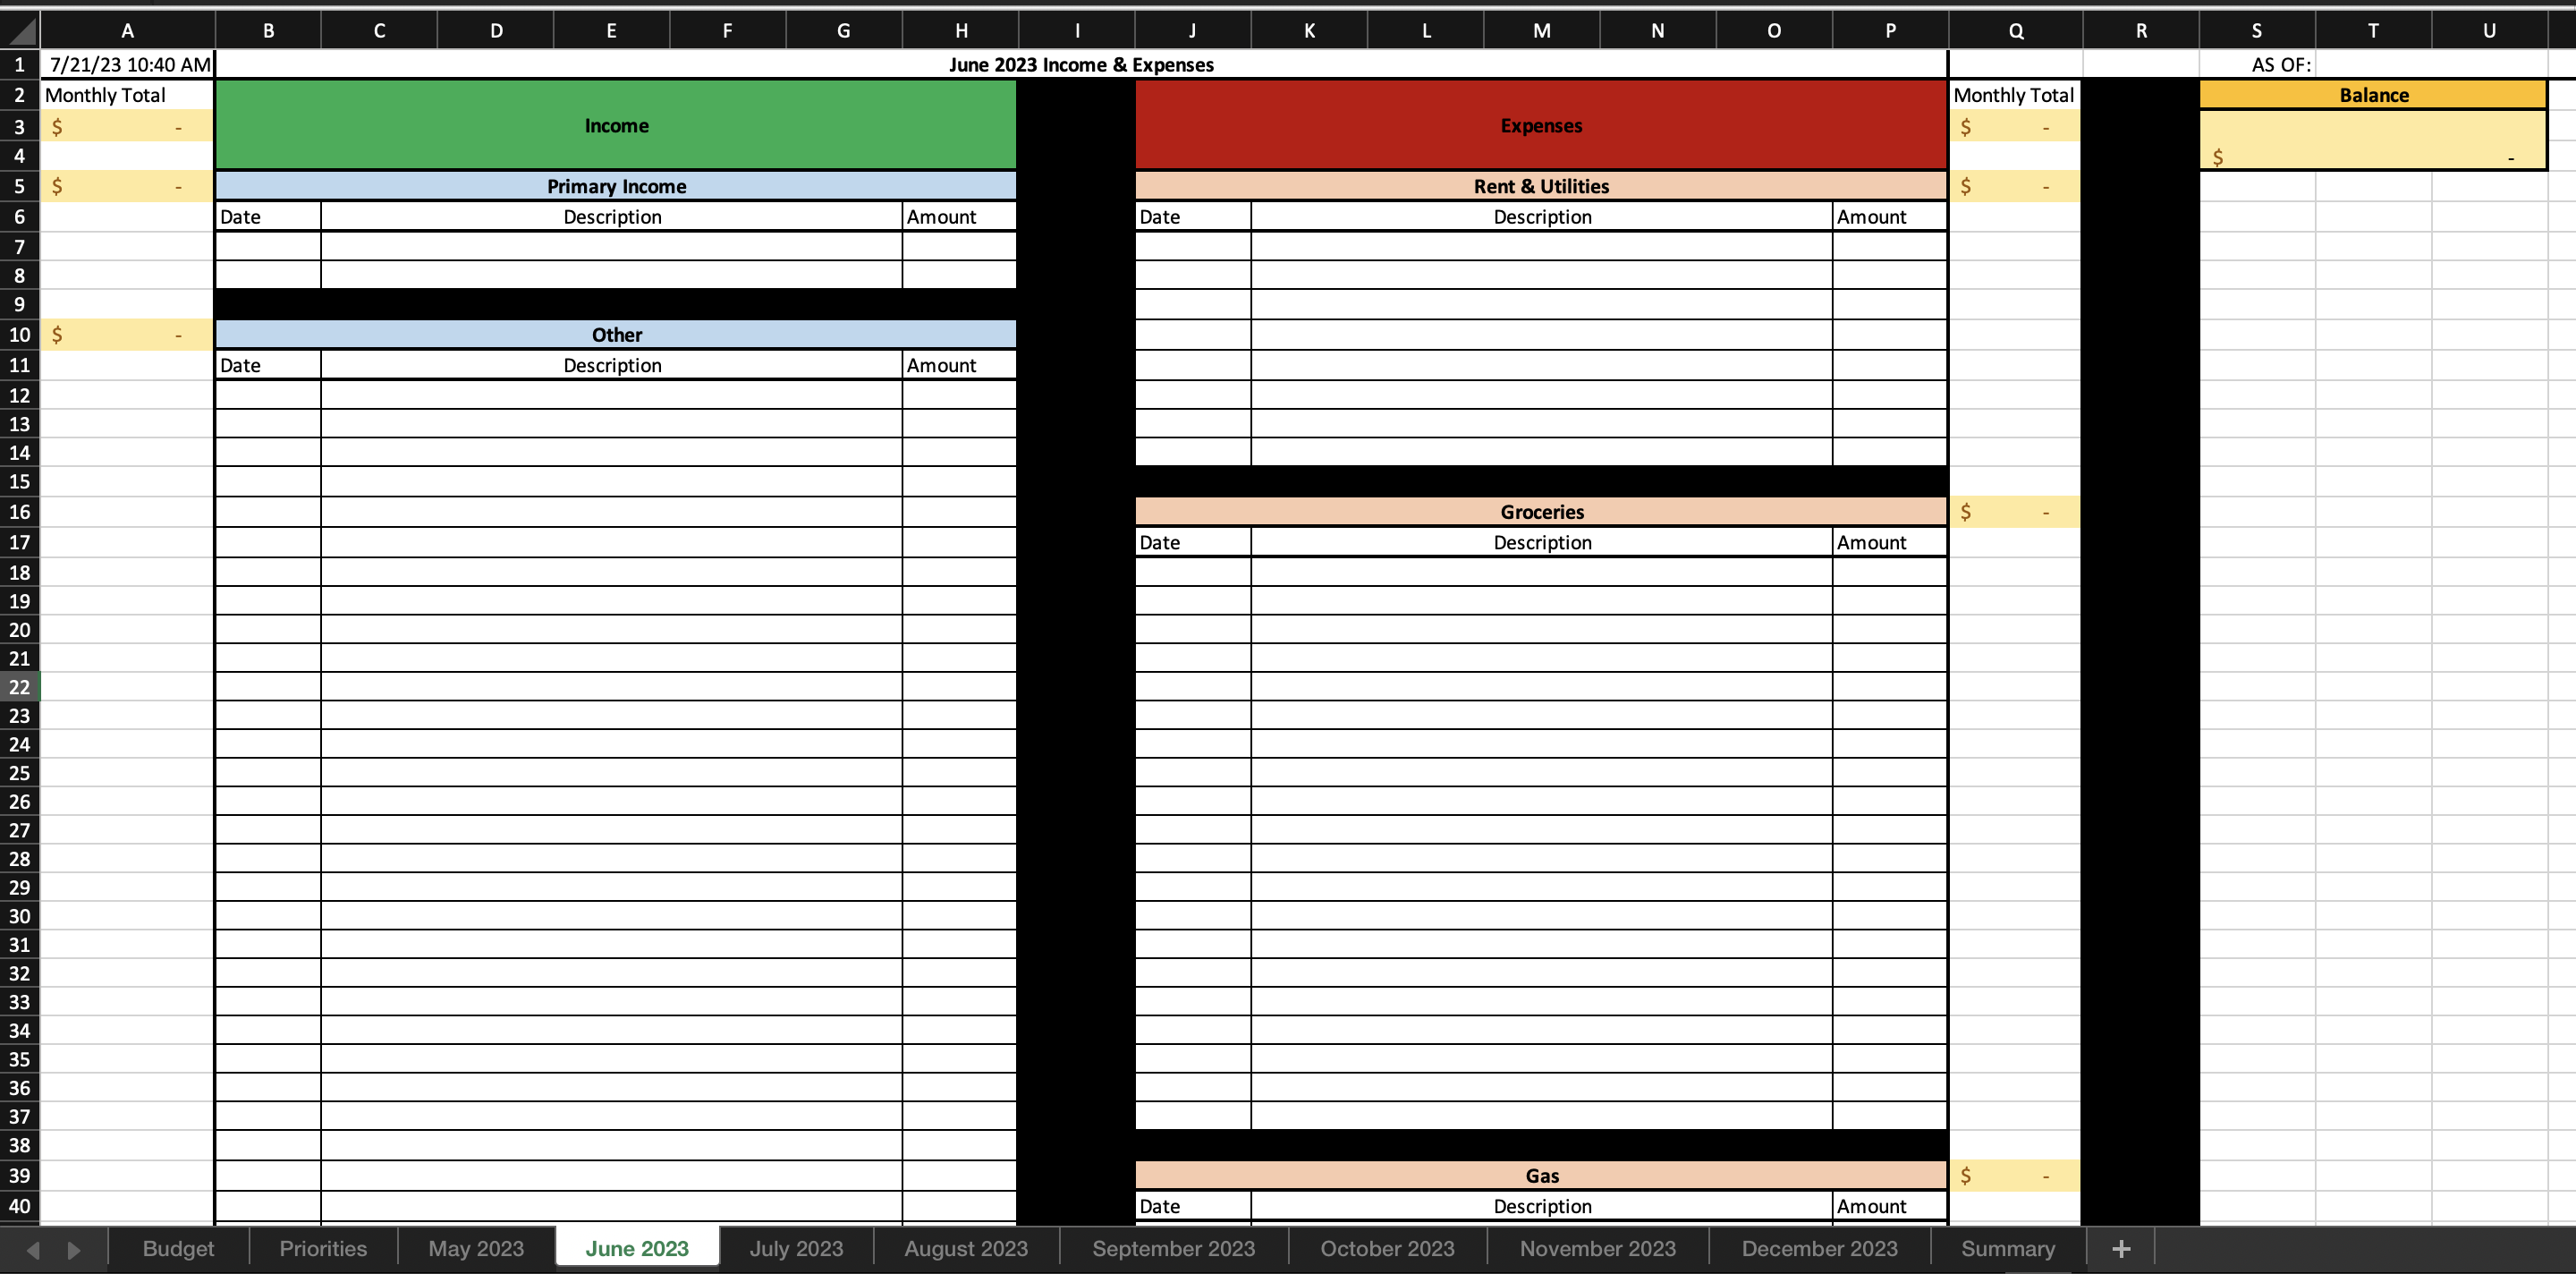 A B C D E F G H I J K L M N O P Q R S T U
1 7/21/23 10:40 AM June 2023 Income & Expenses AS OF:
2 Monthly Total Monthly Total Balance
3 $ - Income Expenses $ -
4 $ -
5 $ - Primary Income Rent & Utilities $ -
6 Date Description Amount Date Description Amount
7
8
9
10 $ - Other
11 Date Description Amount
12
13
14
15
16 Groceries $ -
17 Date Description Amount
18
19
20
21
22
23
24
25
26
27
28
29
30
31
32
33
34
35
36
37
38
39 Gas $ -
40 Date Description Amount
Budget Priorities May 2023 June 2023 July 2023 August 2023 September 2023 October 2023 November 2023 December 2023 Summary +